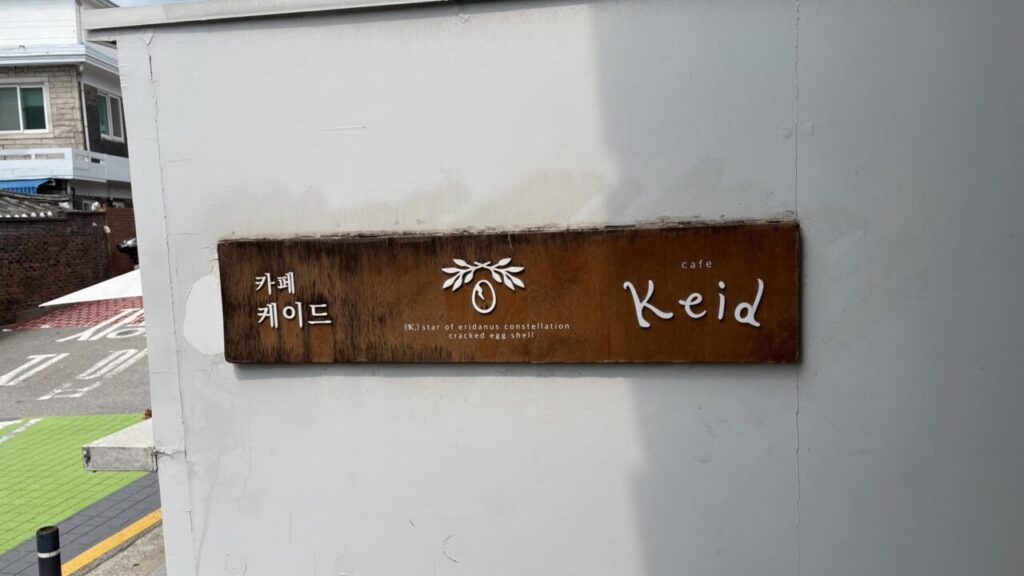 카페
케이드
(K.) star of eridanus constellation
cracked egg shell
cafe
Keid